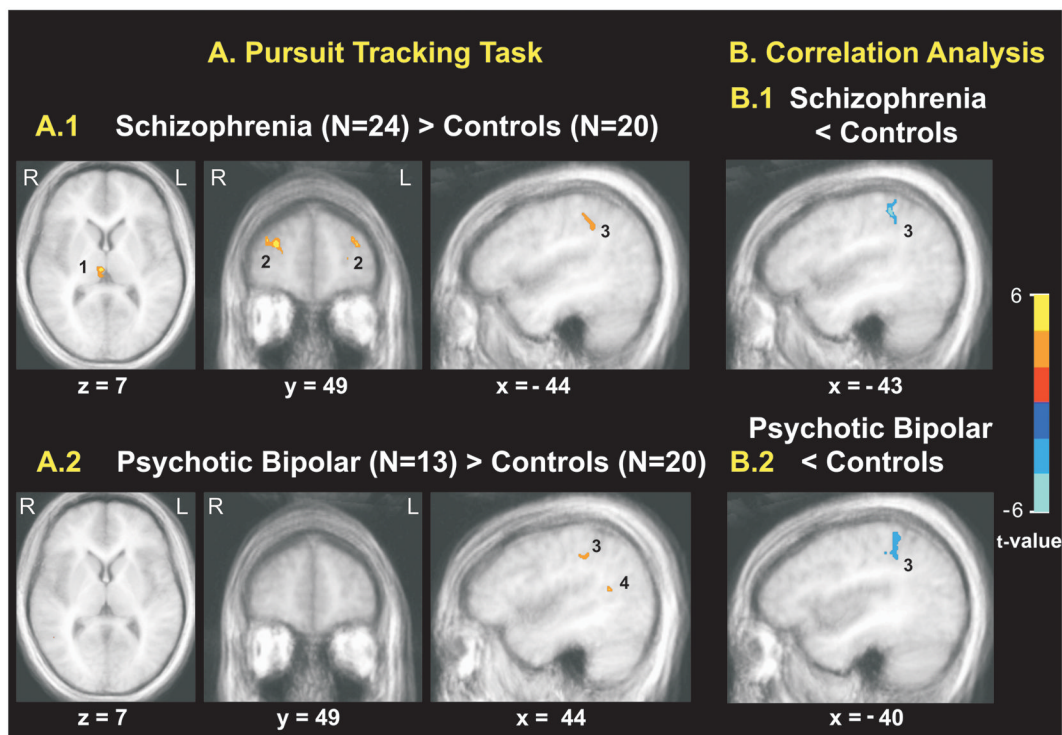 A. Pursuit Tracking Task
B. Correlation Analysis
A.1 Schizophrenia (N=24) > Controls (N=20)
B.1 Schizophrenia
< Controls
R L
1
z = 7
R L
2 2
y = 49
3
x = - 44
3
x = - 43
6
-6
t-value
A.2 Psychotic Bipolar (N=13) > Controls (N=20)
Psychotic Bipolar
B.2 < Controls
R L
z = 7
R L
y = 49
3
4
x = 44
3
x = - 40